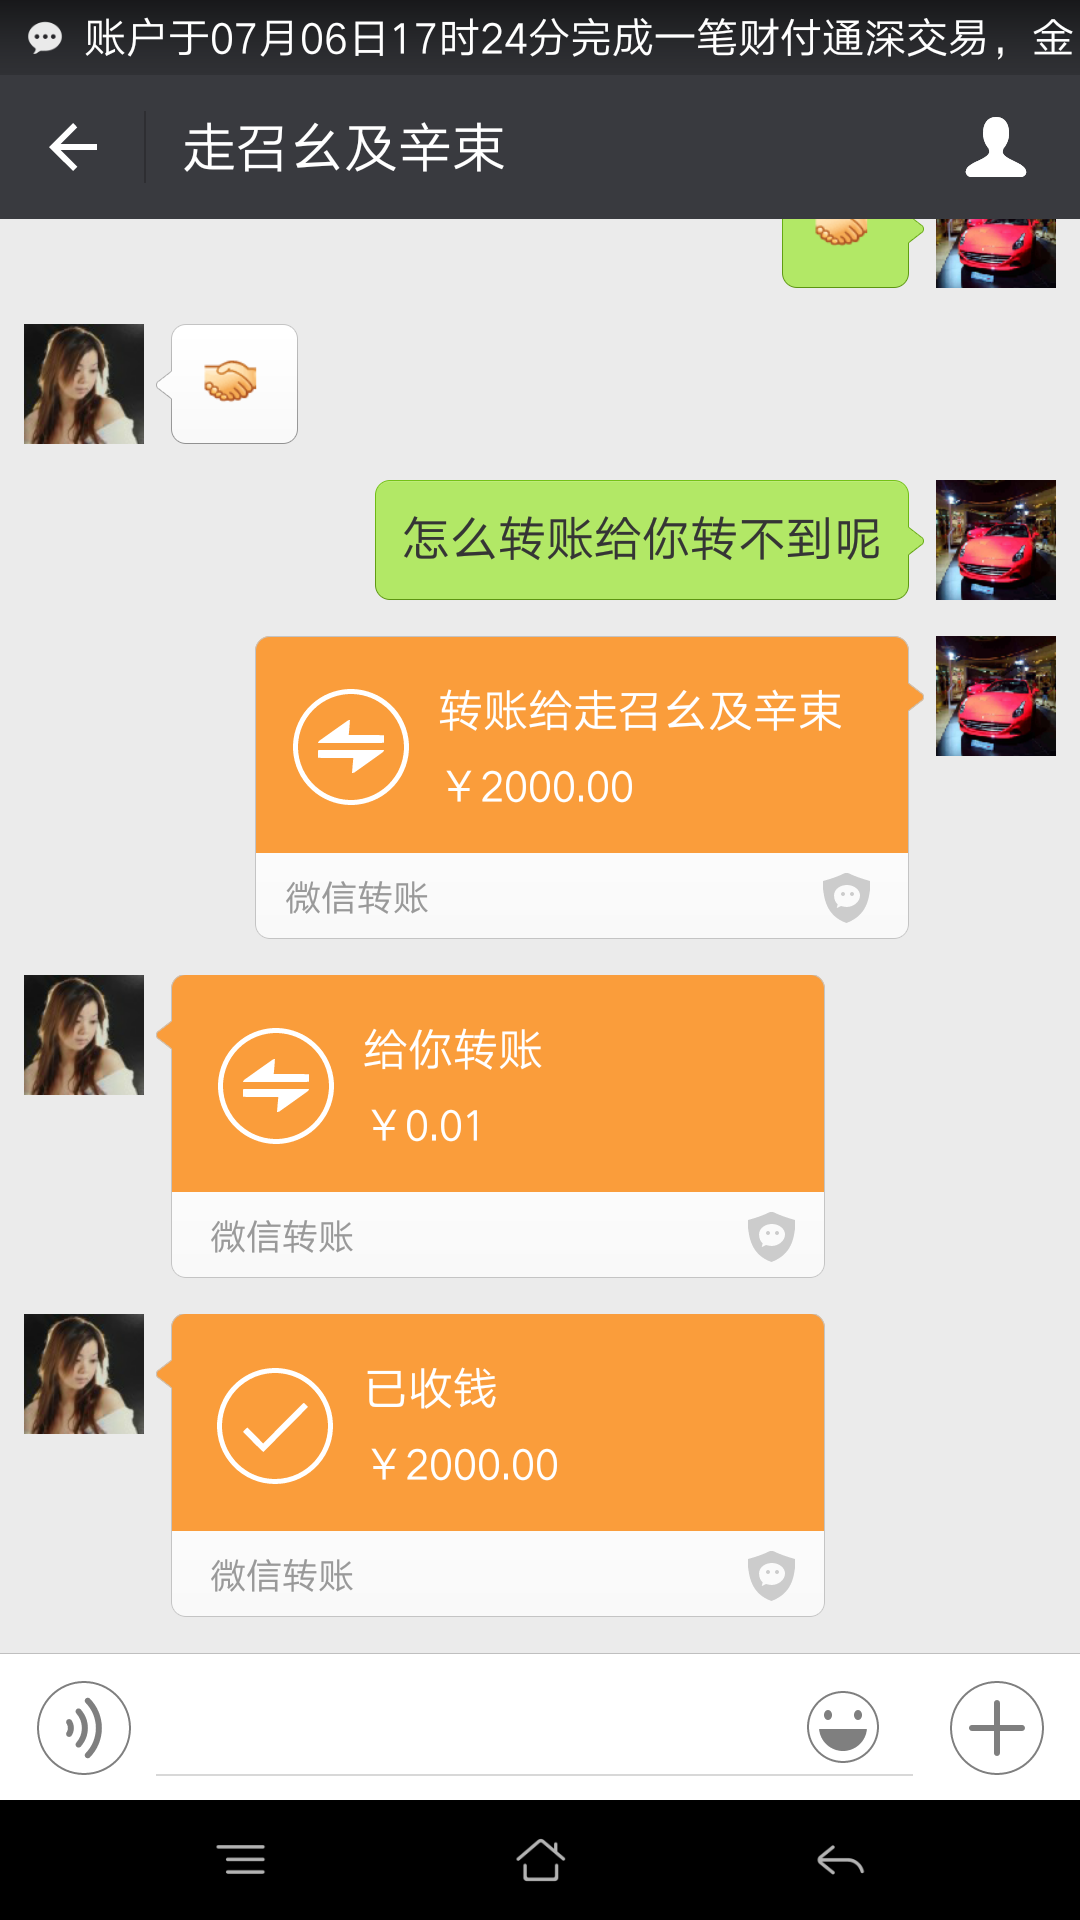 账户于07月06日17时24分完成一笔财付通深交易，金
走召幺及辛束
怎么转账给你转不到呢
转账给走召幺及辛束
￥2000.00
微信转账
给你转账
￥0.01
微信转账
已收钱
￥2000.00
微信转账